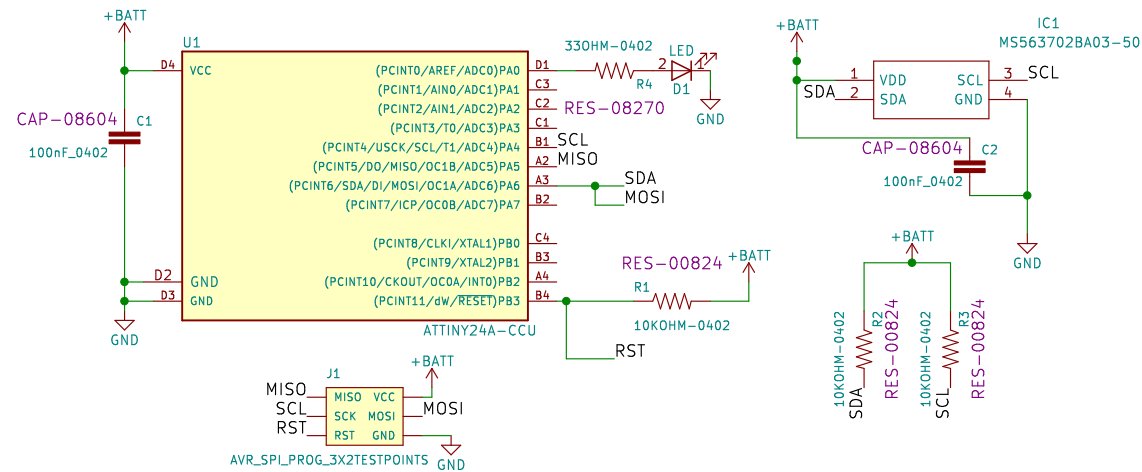 +BATT
U1
D4 VCC
(PCINT0/AREF/ADC0)PA0 D1
(PCINT1/AIN0/ADC1)PA1 C3
(PCINT2/AIN1/ADC2)PA2 C2
(PCINT3/T0/ADC3)PA3 C1
(PCINT4/USCK/SCL/T1/ADC4)PA4 B1 SCL
(PCINT5/DO/MISO/OC1B/ADC5)PA5 A2 MISO
(PCINT6/SDA/DI/MOSI/OC1A/ADC6)PA6 A3 SDA
MOSI
(PCINT7/ICP/OC0B/ADC7)PA7 B2
(PCINT8/CLKI/XTAL1)PB0 C4
(PCINT9/XTAL2)PB1 B3
(PCINT10/CKOUT/OC0A/INT0)PB2 A4
(PCINT11/dW/RESET)PB3 B4
D2 GND
D3 GND
ATTINY24A-CCU
CAP-08604 C1
100nF_0402
GND
330HM-0402
LED
2 1
R4 D1
RES-08270
GND
RES-00824
+BATT
R1
10KOHM-0402
RST
J1
+BATT
MISO MISO VCC
SCL SCK MOSI MOSI
RST RST GND
AVR_SPI_PROG_3X2TESTPOINTS
GND
+BATT
IC1
MS563702BA03-50
1 VDD SCL 3 SCL
SDA 2 SDA GND 4
CAP-08604 C2
100nF_0402
GND
+BATT
10KOHM-0402
R2
RES-00824
SDA
10KOHM-0402
R3
RES-00824
SCL